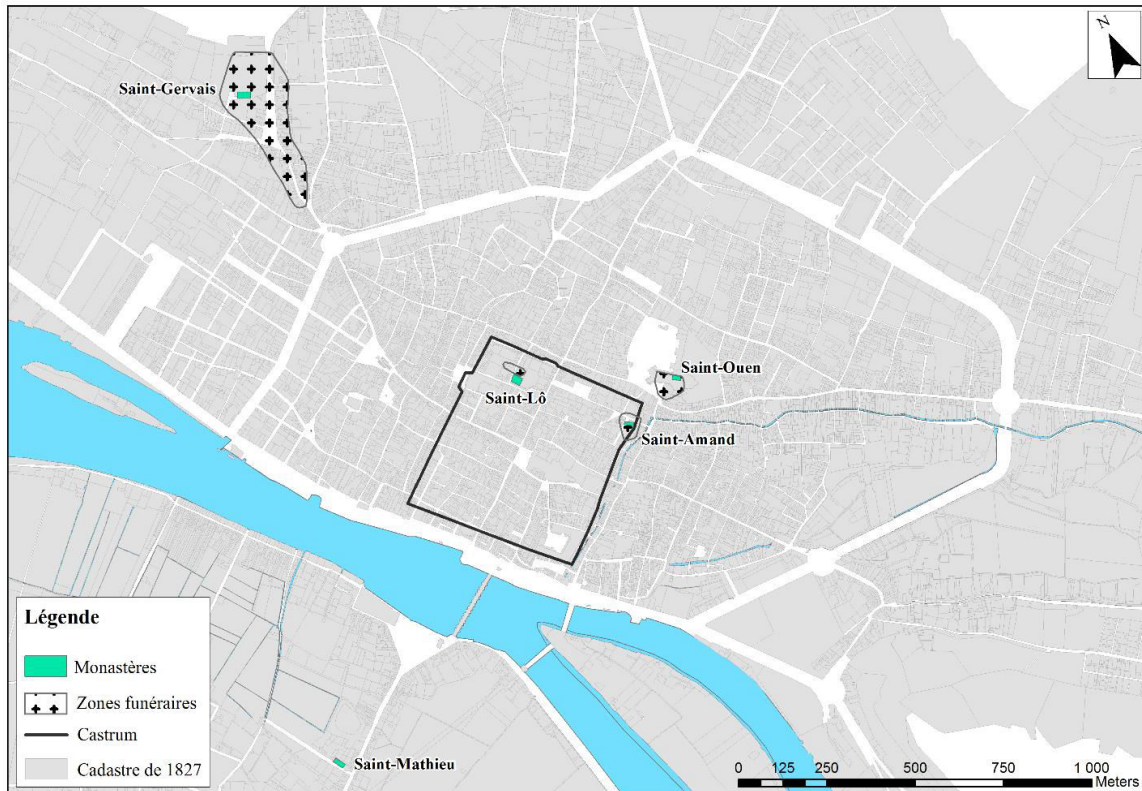 N
Saint-Gervais
Saint-Ouen
Saint-Lô
Saint-Amand
Légende
Monastères
Zones funéraires
Castrum
Cadastre de 1827
Saint-Mathieu
0 125 250 500 750 1 000
Meters